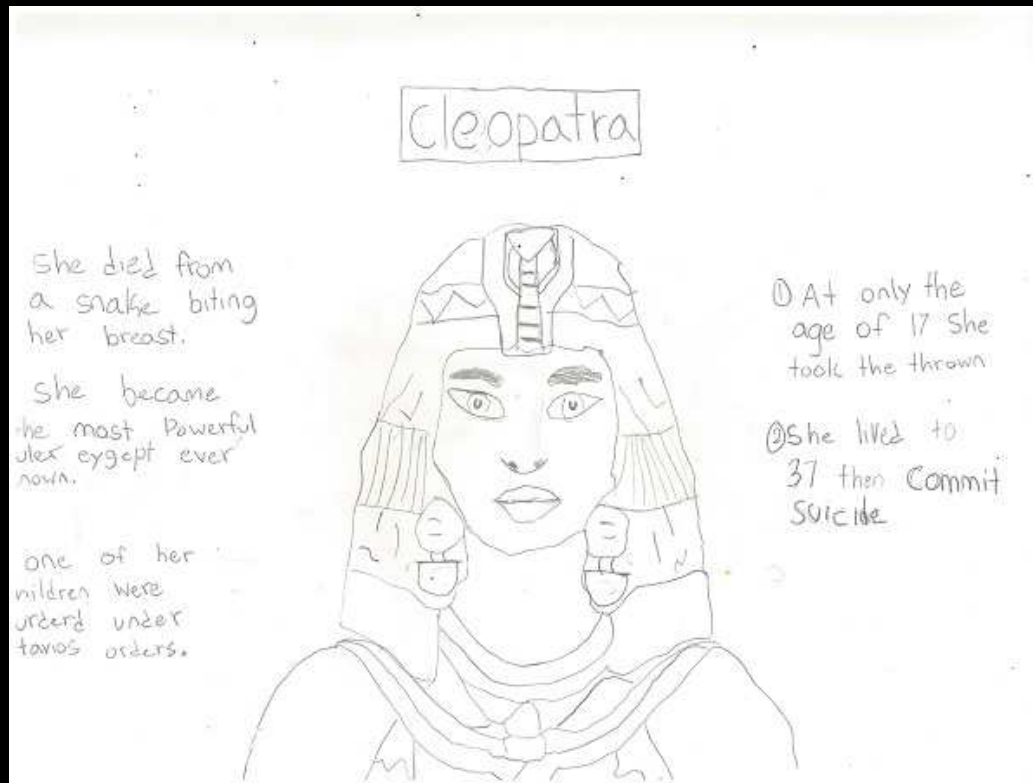 Cleopatra
She died from
a snake biting
her breast.
She became
he most Powerful
uler eygept ever
nown.
one of her
hildren were
urderd under
tavios orders.
① At only the
age of 17 She
took the thrown
② She lived to
37 then Commit
Suicide